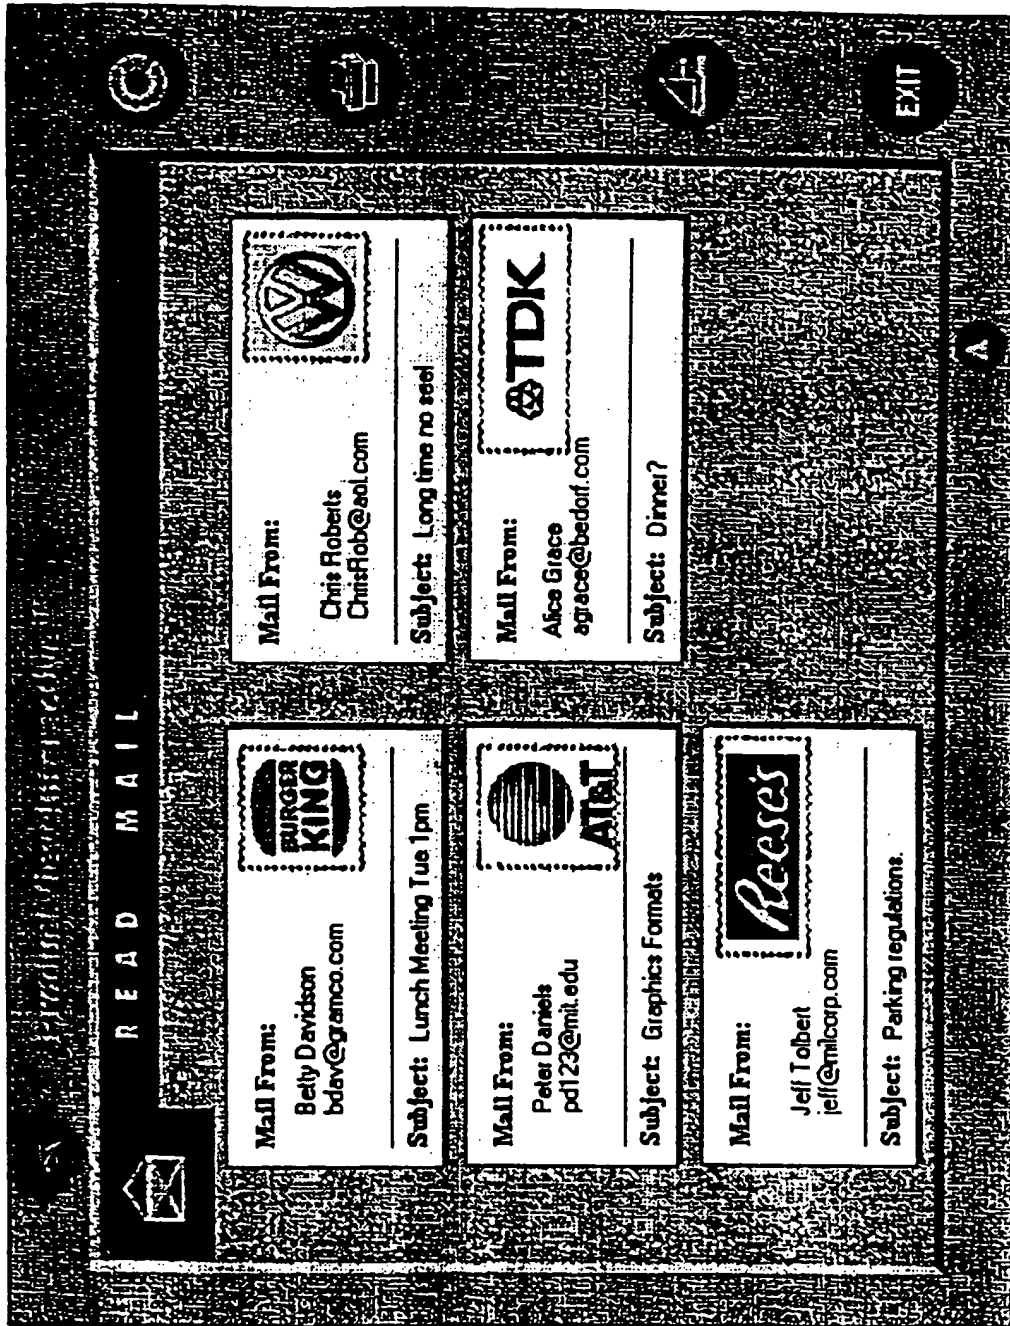 READ MAIL
EXIT
Mail From:
BURGER
KING
Betty Davidson
bdav@gramco.com
Subject: Lunch Meeting Tue 1pm
Mail From:
Chris Roberts
ChrisRob@aol.com
Subject: Long time no see!
Mail From:
AT&T
Peter Daniels
pd123@mit.edu
Subject: Graphics Formats
Mail From:
TDK
Alice Grace
agrace@bedorf.com
Subject: Dinner?
Mail From:
Reese's
Jeff Tolbert
jeff@milcorp.com
Subject: Parking regulations.